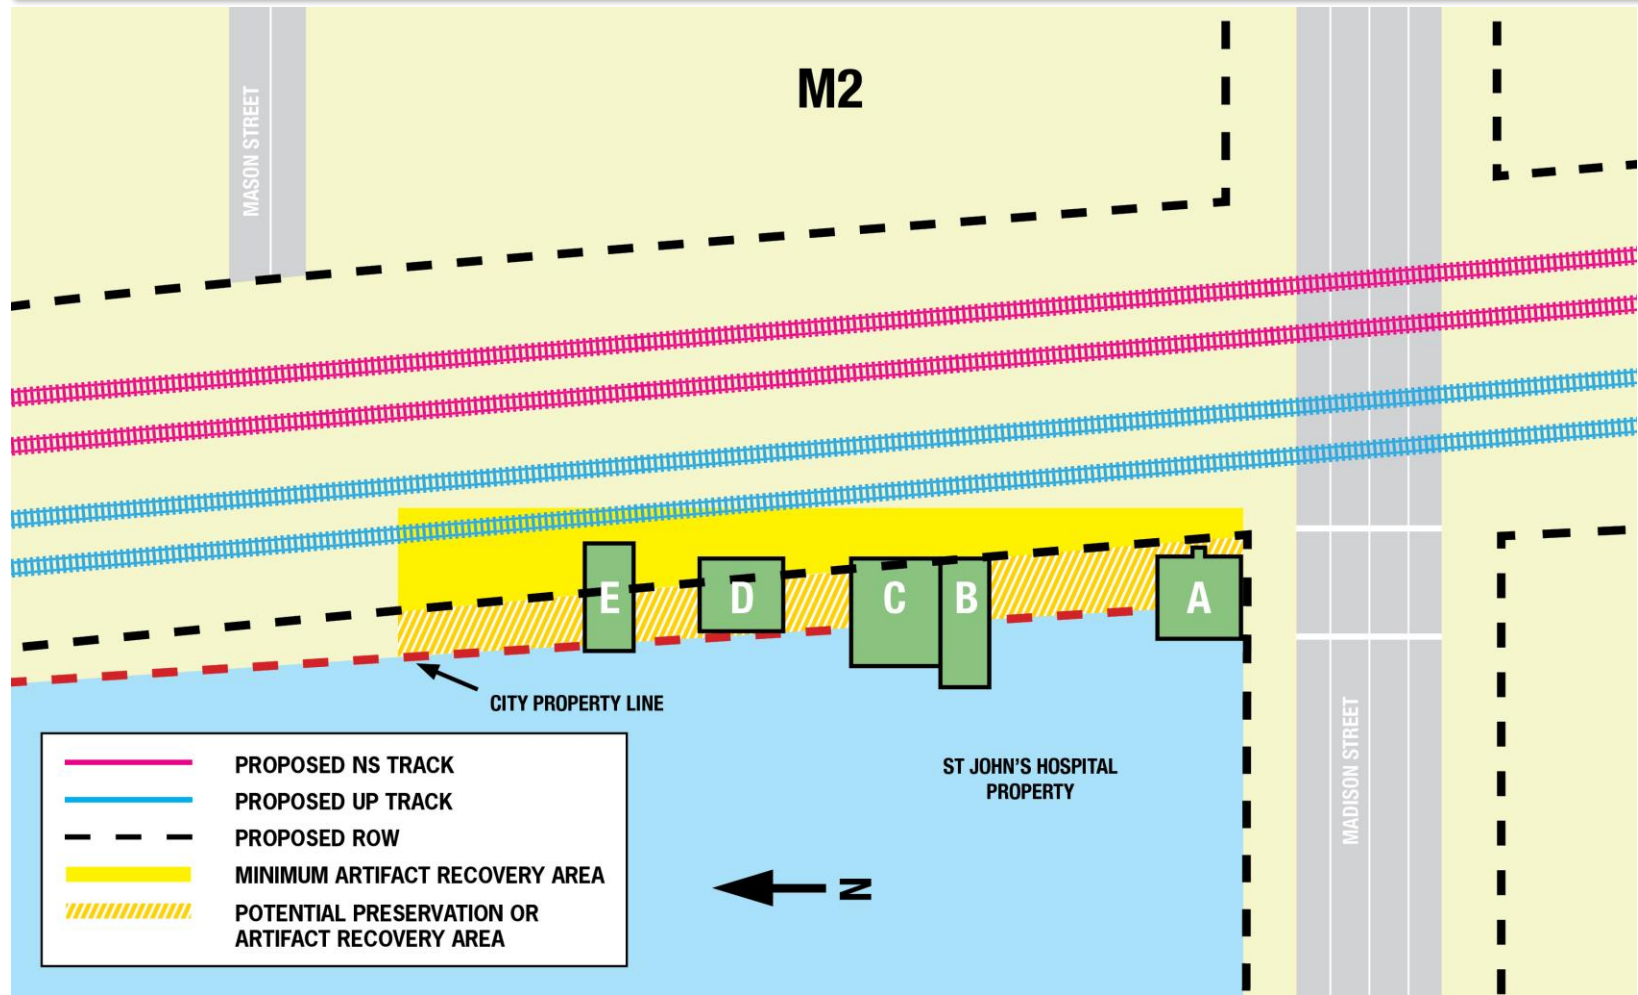 M2
MASON STREET
E
D
C
B
A
CITY PROPERTY LINE
ST JOHN'S HOSPITAL
PROPERTY
MADISON STREET
PROPOSED NS TRACK
PROPOSED UP TRACK
PROPOSED ROW
MINIMUM ARTIFACT RECOVERY AREA
POTENTIAL PRESERVATION OR
ARTIFACT RECOVERY AREA
N